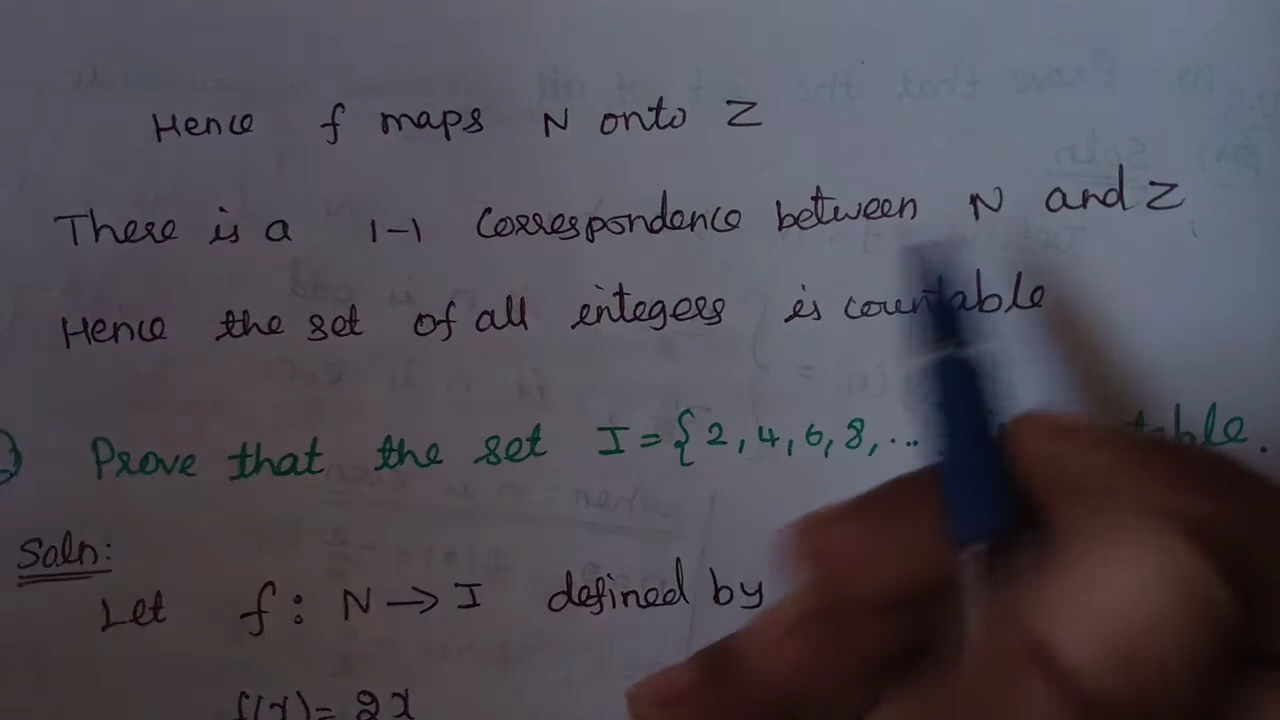 Hence f maps N onto Z
There is a 1-1 Correspondence between N and Z
Hence the set of all integers is countable
Prove that the set I = {2, 4, 6, 8, ...
Soln:
Let f : N → I defined by
f(x) = 2x